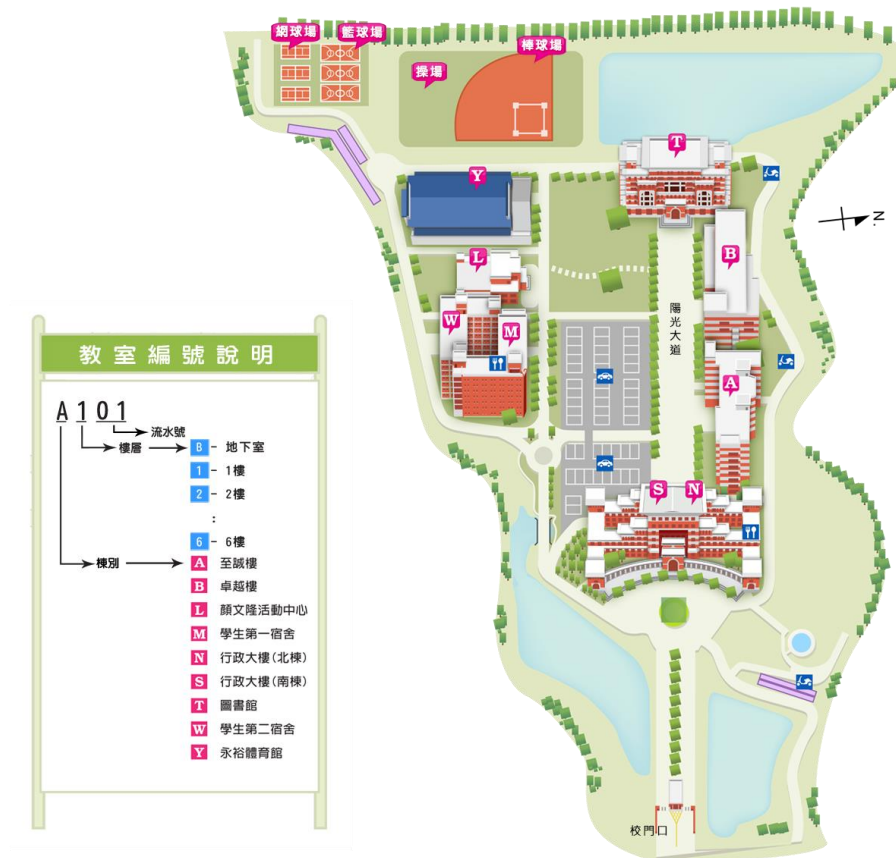 網球場
籃球場
棒球場
操場
T
Y
N.
L
B
W
M
陽光大道
A
S
N
校門口
教室編號說明
A101
流水號
樓層
B - 地下室
1 - 1樓
2 - 2樓
:
6 - 6樓
棟別
A 至誠樓
B 卓越樓
L 顏文隆活動中心
M 學生第一宿舍
N 行政大樓(北棟)
S 行政大樓(南棟)
T 圖書館
W 學生第二宿舍
Y 永裕體育館